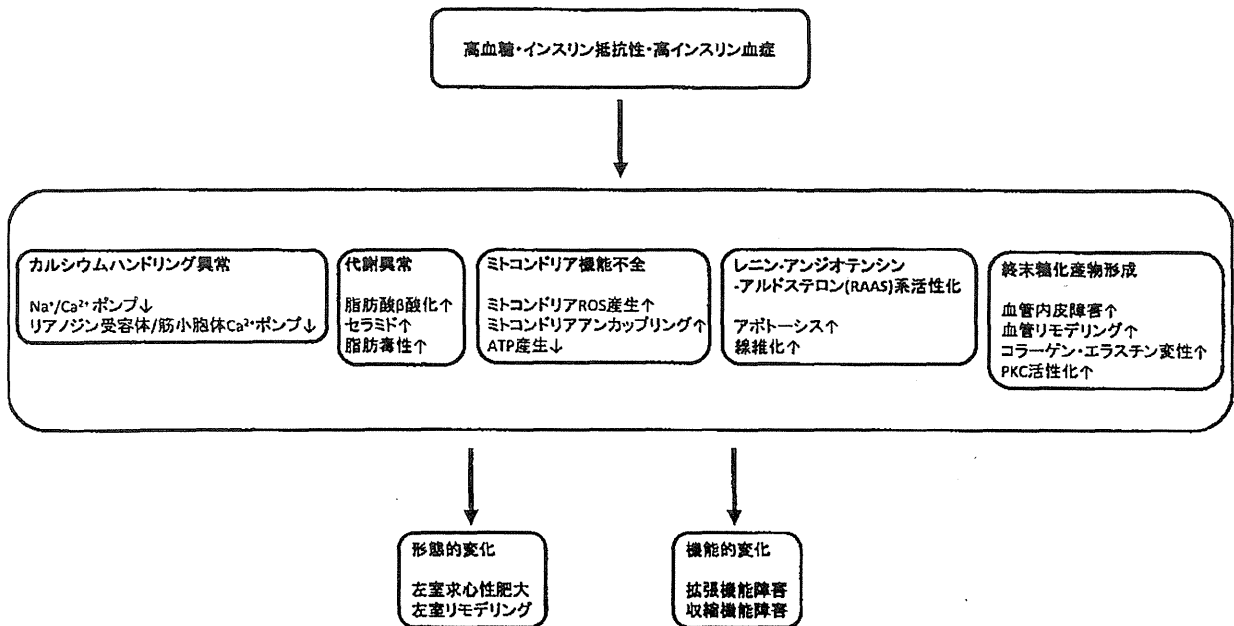 高血糖・インスリン抵抗性・高インスリン血症
カルシウムハンドリング異常
Na⁺/Ca²⁺ポンプ↓
リアノジン受容体/筋小胞体Ca²⁺ポンプ↓
代謝異常
脂肪酸β酸化↑
セラミド↑
脂肪毒性↑
ミトコンドリア機能不全
ミトコンドリアROS産生↑
ミトコンドリアアンカップリング↑
ATP産生↓
レニン-アンジオテンシン
-アルドステロン(RAAS)系活性化
アポトーシス↑
線維化↑
終末糖化産物形成
血管内皮障害↑
血管リモデリング↑
コラーゲン・エラスチン変性↑
PKC活性化↑
形態的変化
左室求心性肥大
左室リモデリング
機能的変化
拡張機能障害
収縮機能障害